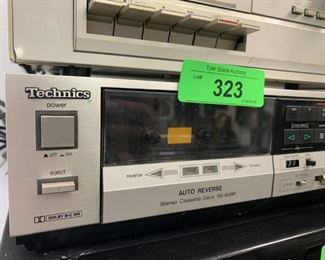 Tyler Grace Auctions
Lot#
323
Technics
power
off on
eject
DOLBY B-C NR
reverse
forward
AUTO REVERSE
Stereo Cassette Deck